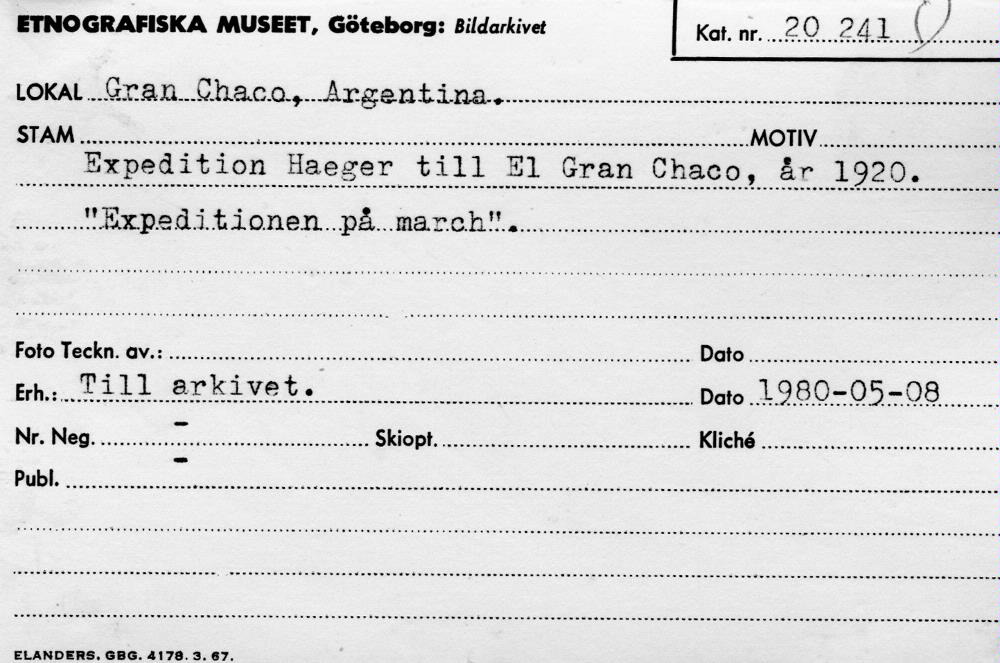 ETNOGRAFISKA MUSEET, Göteborg: Bildarkivet
Kat. nr. 20 241
LOKAL Gran Chaco, Argentina.
STAM MOTIV
Expedition Haeger till El Gran Chaco, år 1920.
"Expeditionen på march".
Foto Teckn. av.: Dato
Erh.: Till arkivet. Dato 1980-05-08
Nr. Neg. - Skiopt. Kliché
Publ. -
ELANDERS. GBG. 4178. 3. 67.